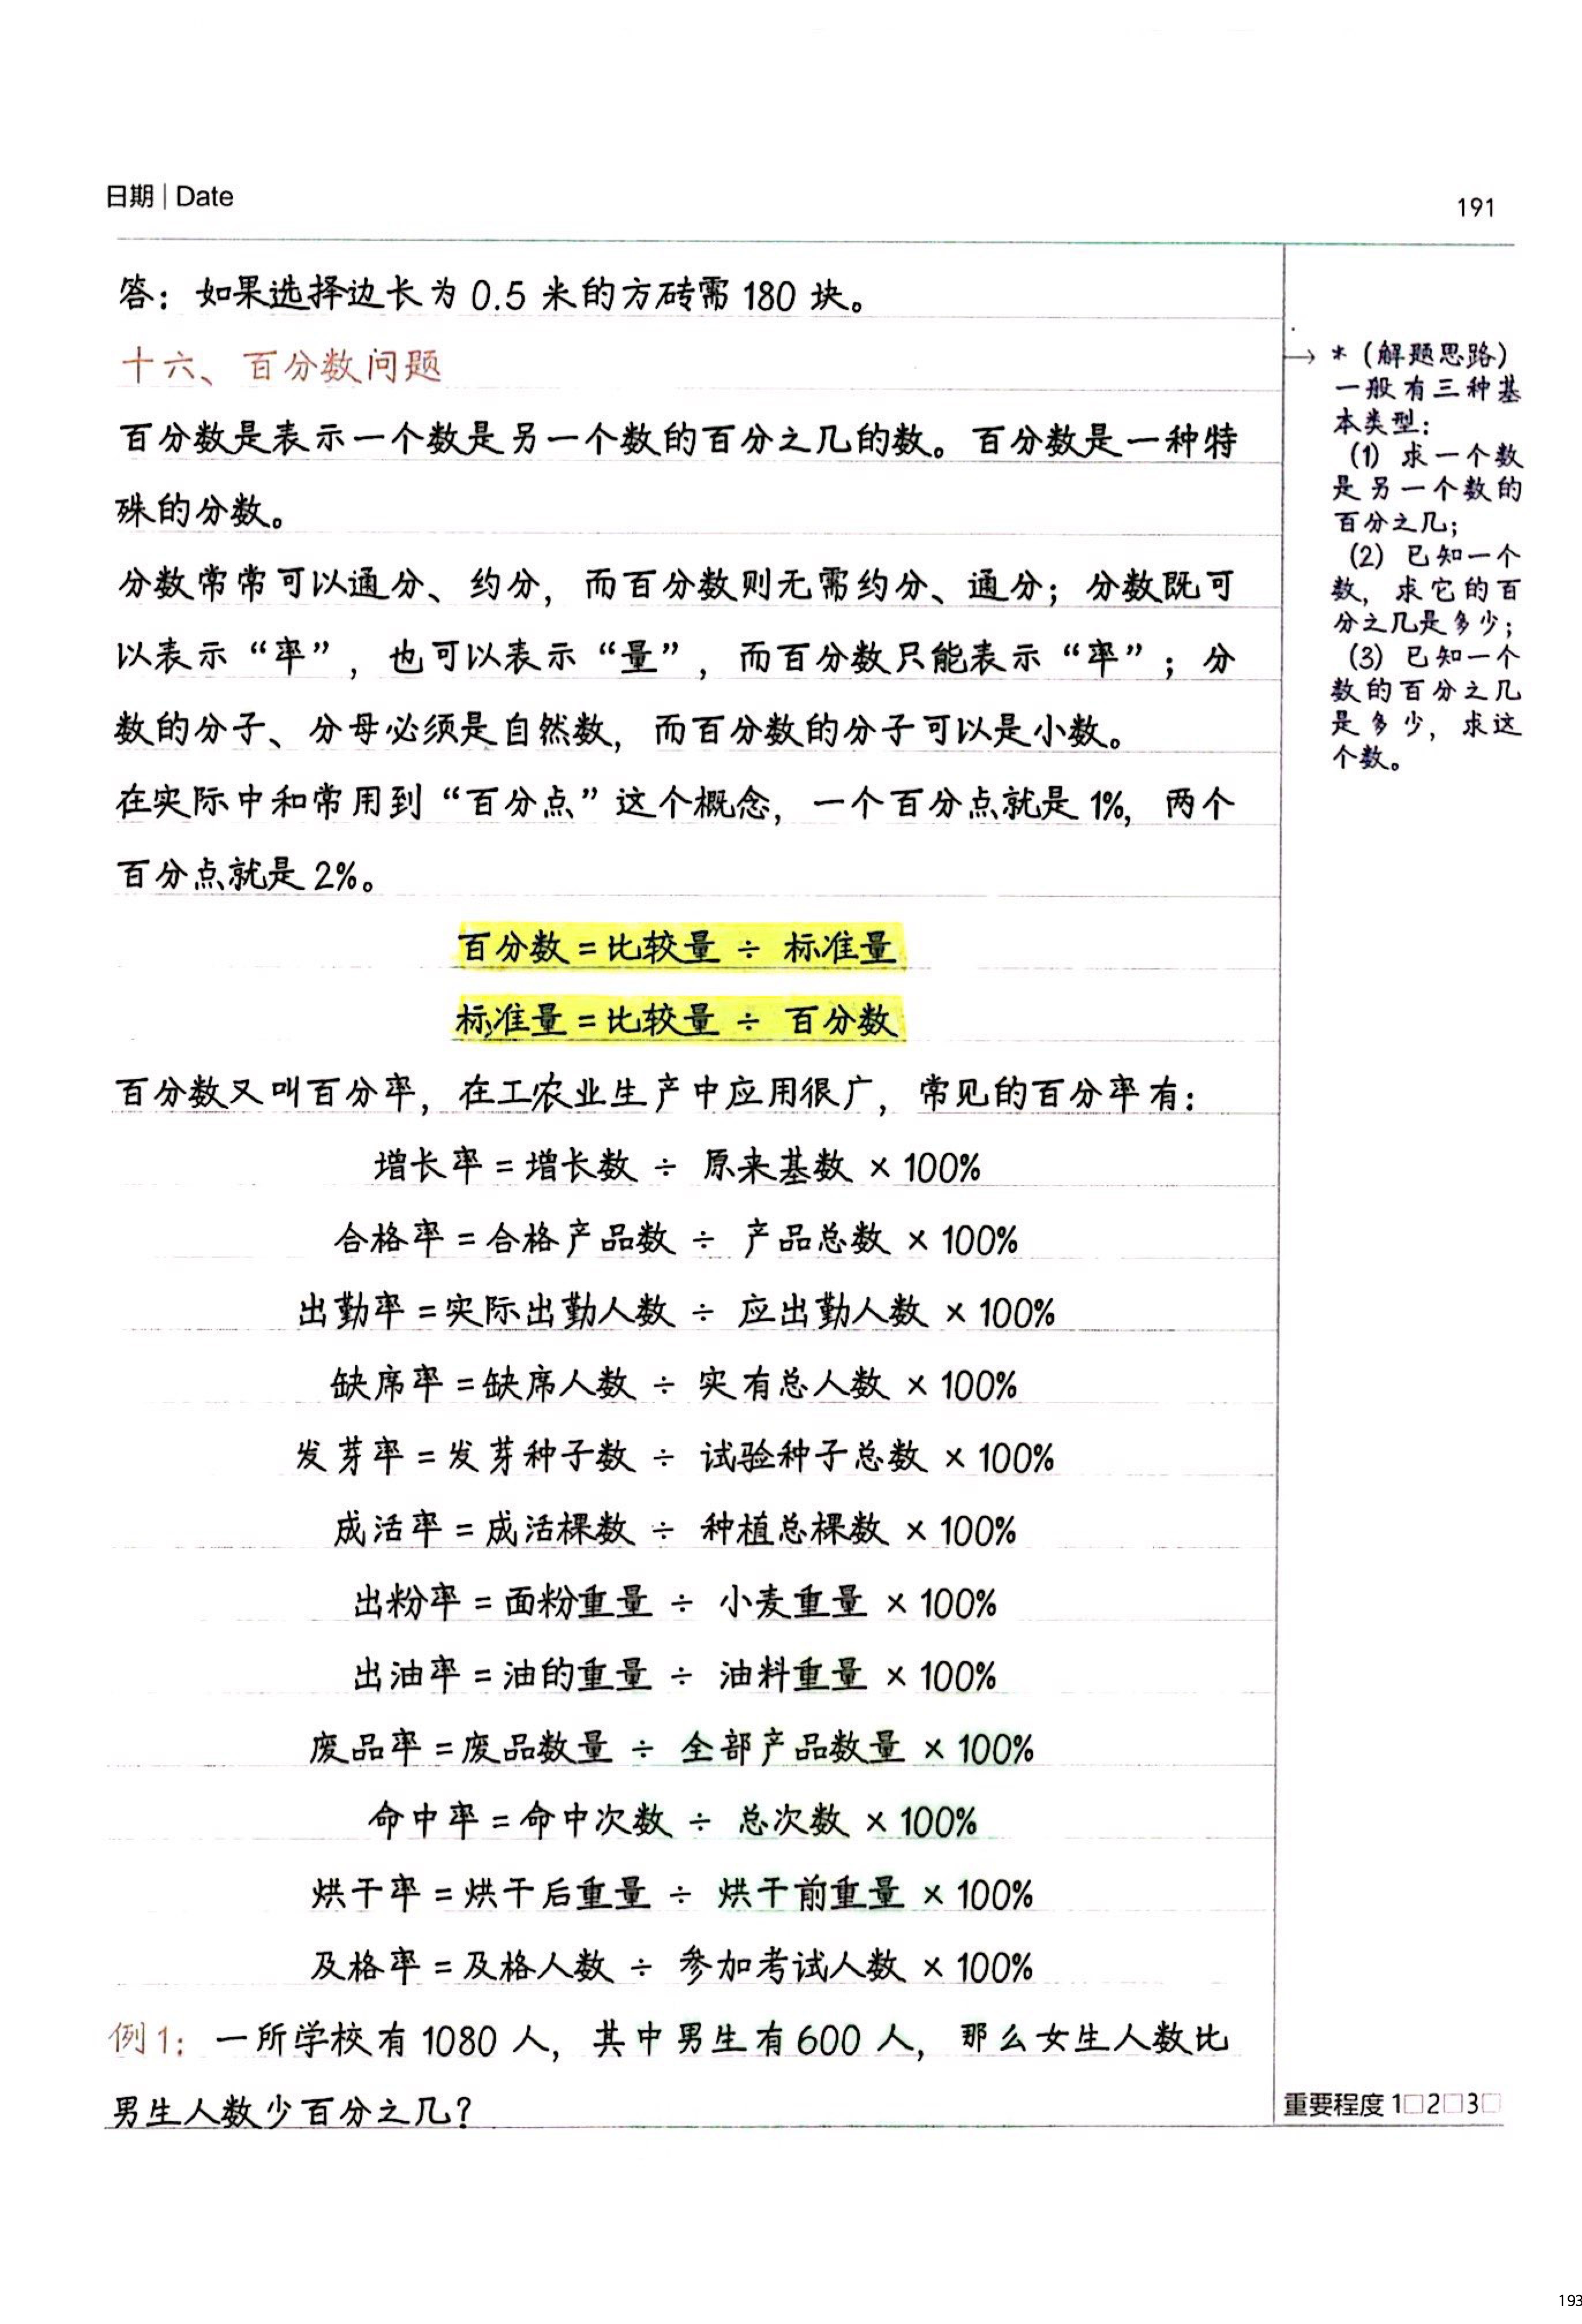 日期 | Date
191
答：如果选择边长为 0.5 米的方砖需 180 块。
十六、百分数问题
百分数是表示一个数是另一个数的百分之几的数。百分数是一种特
殊的分数。
分数常常可以通分、约分，而百分数则无需约分、通分；分数既可
以表示“率”，也可以表示“量”，而百分数只能表示“率”；分
数的分子、分母必须是自然数，而百分数的分子可以是小数。
在实际中和常用到“百分点”这个概念，一个百分点就是 1%，两个
百分点就是 2%。
百分数＝比较量 ÷ 标准量
标准量＝比较量 ÷ 百分数
百分数又叫百分率，在工农业生产中应用很广，常见的百分率有：
增长率＝增长数 ÷ 原来基数 × 100%
合格率＝合格产品数 ÷ 产品总数 × 100%
出勤率＝实际出勤人数 ÷ 应出勤人数 × 100%
缺席率＝缺席人数 ÷ 实有总人数 × 100%
发芽率＝发芽种子数 ÷ 试验种子总数 × 100%
成活率＝成活棵数 ÷ 种植总棵数 × 100%
出粉率＝面粉重量 ÷ 小麦重量 × 100%
出油率＝油的重量 ÷ 油料重量 × 100%
废品率＝废品数量 ÷ 全部产品数量 × 100%
命中率＝命中次数 ÷ 总次数 × 100%
烘干率＝烘干后重量 ÷ 烘干前重量 × 100%
及格率＝及格人数 ÷ 参加考试人数 × 100%
例 1：一所学校有 1080 人，其中男生有 600 人，那么女生人数比
男生人数少百分之几？
→ *（解题思路）
一般有三种基
本类型：
(1) 求一个数
是另一个数的
百分之几；
(2) 已知一个
数，求它的百
分之几是多少；
(3) 已知一个
数的百分之几
是多少，求这
个数。
重要程度 1□2□3□
193